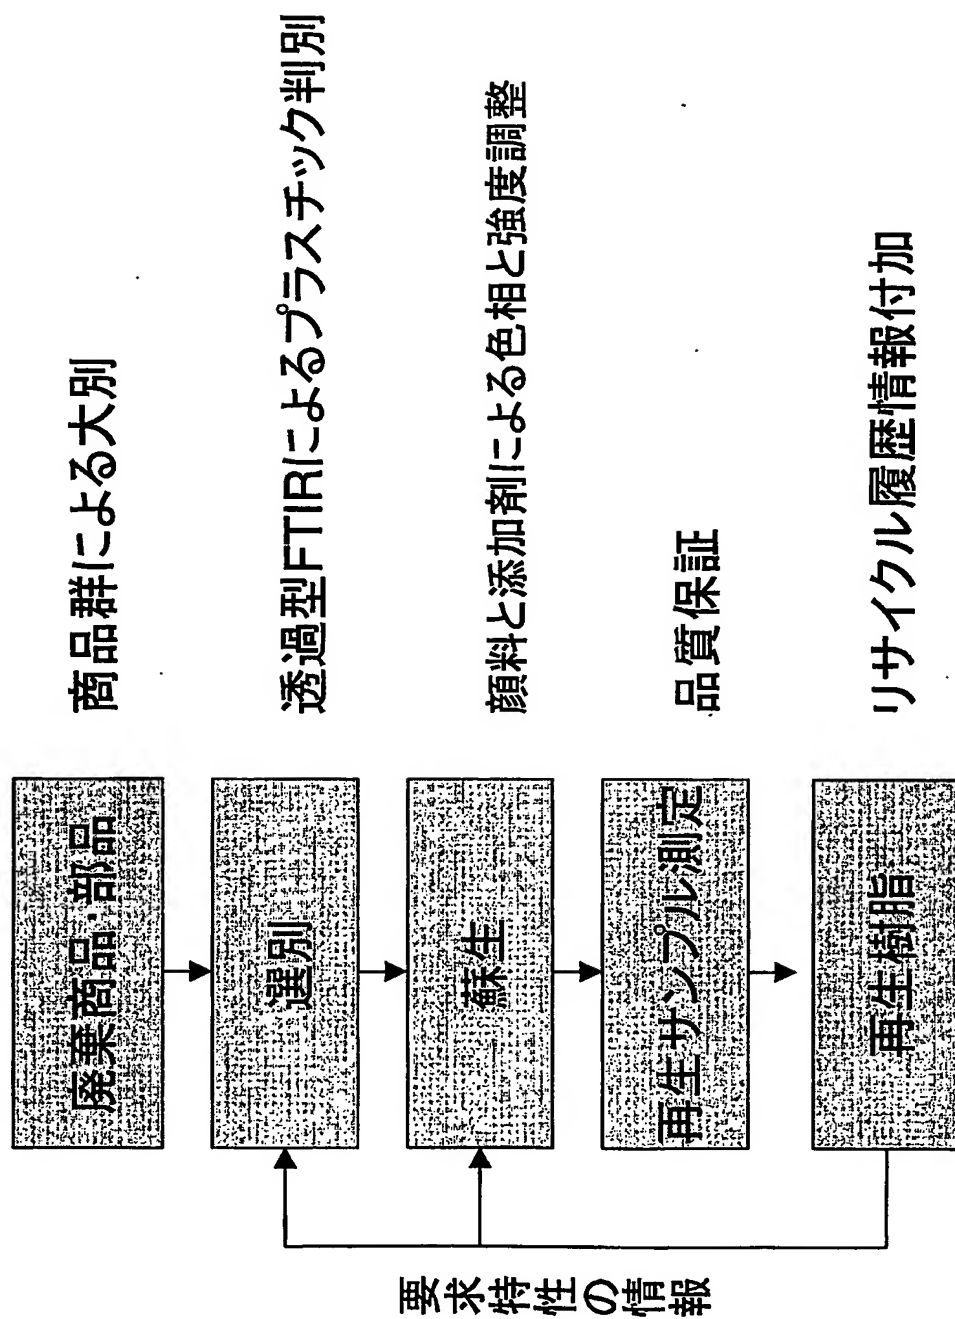 廃棄商品・部品
商品群による大別
選別
透過型FTIRによるプラスチック判別
蘇生
顔料と添加剤による色相と強度調整
再生サンプル測定
品質保証
再生樹脂
リサイクル履歴情報付加
要求特性の情報